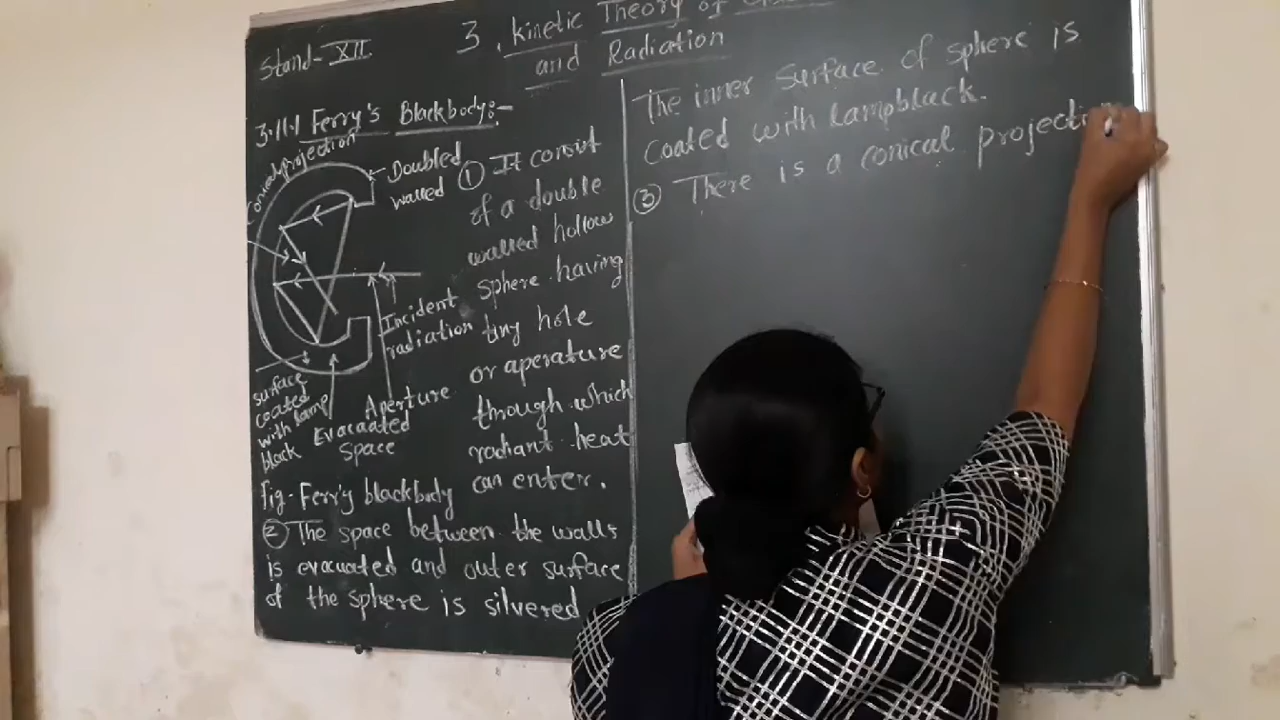 Stand-XII
3. Kinetic Theory of
and Radiation
3.11.1 Ferry's Blackbody:-
Conical projection
Doubled
walled
Incident
radiation
Aperture
Evacuated
Space
surface
coated
with lamp
black
fig- Ferry's blackbody
① It consist
of a double
walled hollow
sphere having
tiny hole
or aperature
through which
radiant heat
can enter.
② The space between the walls
is evacuated and outer surface
of the sphere is silvered
The inner Surface of sphere is
coated with lampblack.
③ There is a conical projection